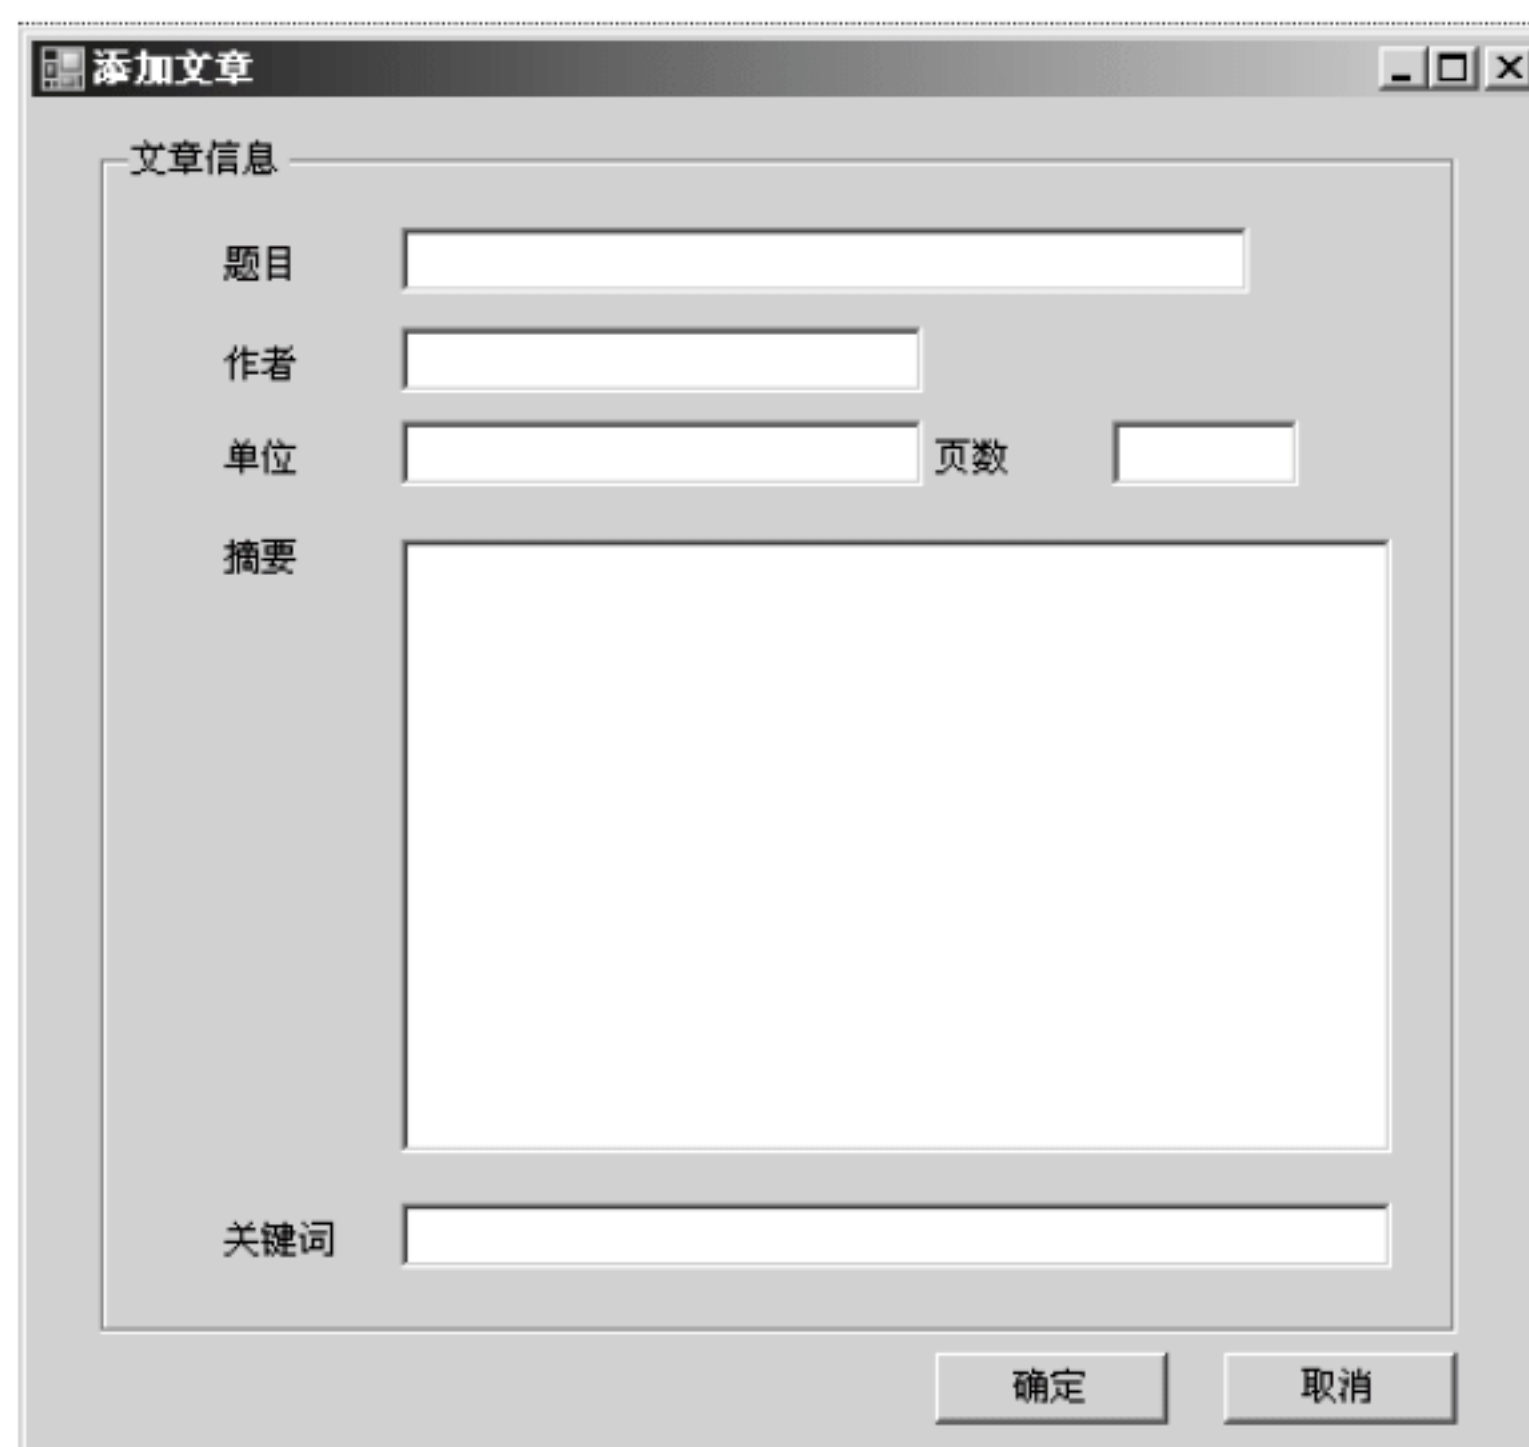 添加文章
文章信息
题目
作者
单位 页数
摘要
关键词
确定 取消